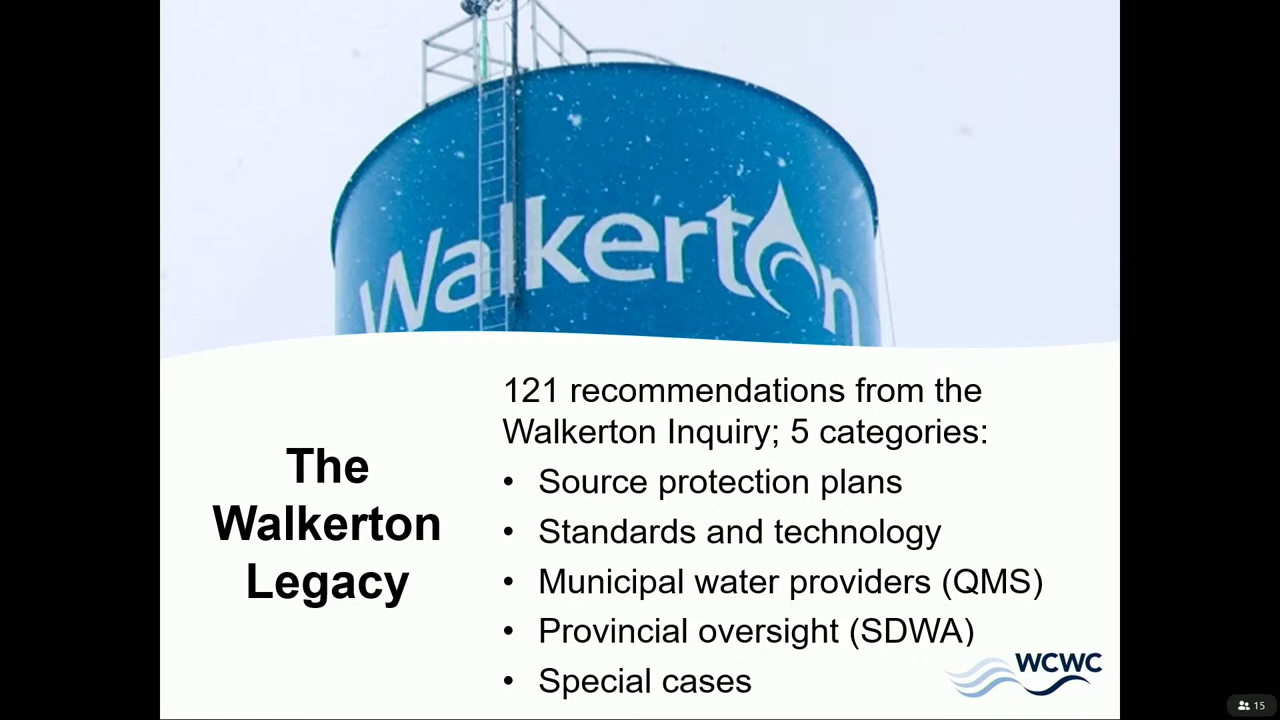 Walkerton
The
Walkerton
Legacy
121 recommendations from the
Walkerton Inquiry; 5 categories:
• Source protection plans
• Standards and technology
• Municipal water providers (QMS)
• Provincial oversight (SDWA)
• Special cases
WCWC
15